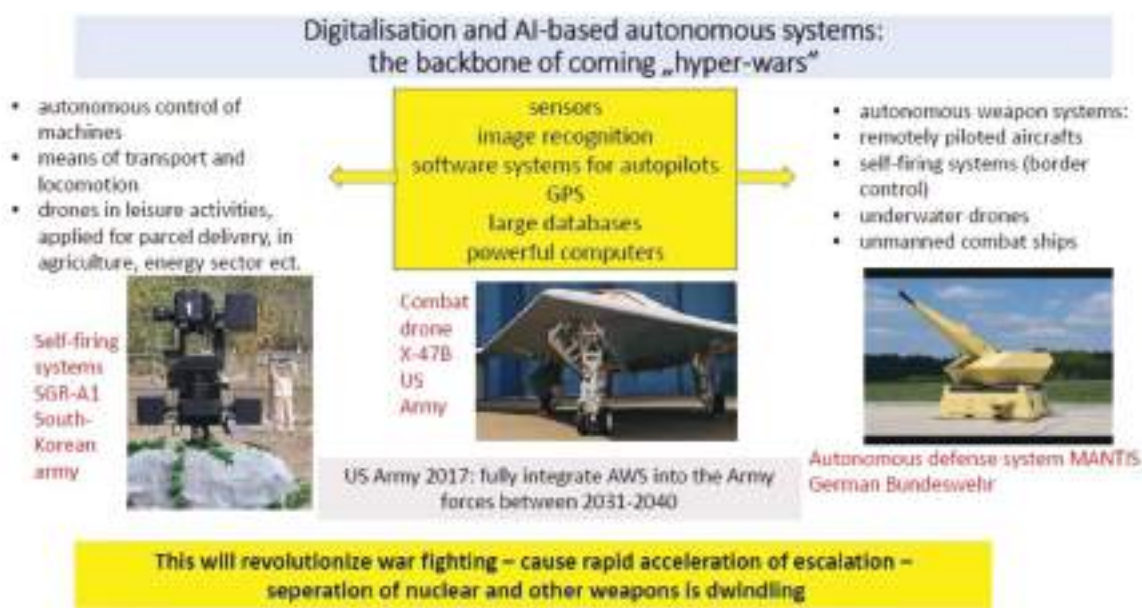 Digitalisation and AI-based autonomous systems:
the backbone of coming „hyper-wars"
▪ autonomous control of
machines
▪ means of transport and
locomotion
▪ drones in leisure activities,
applied for parcel delivery, in
agriculture, energy sector ect.
sensors
image recognition
software systems for autopilots
GPS
large databases
powerful computers
▪ autonomous weapon systems:
▪ remotely piloted aircrafts
▪ self-firing systems (border
control)
▪ underwater drones
▪ unmanned combat ships
Self-firing
systems
SGR-A1
South-
Korean
army
Combat
drone
X-47B
US
Army
Autonomous defense system MANTIS
German Bundeswehr
US Army 2017: fully integrate AWS into the Army
forces between 2031-2040
This will revolutionize war fighting – cause rapid acceleration of escalation –
seperation of nuclear and other weapons is dwindling